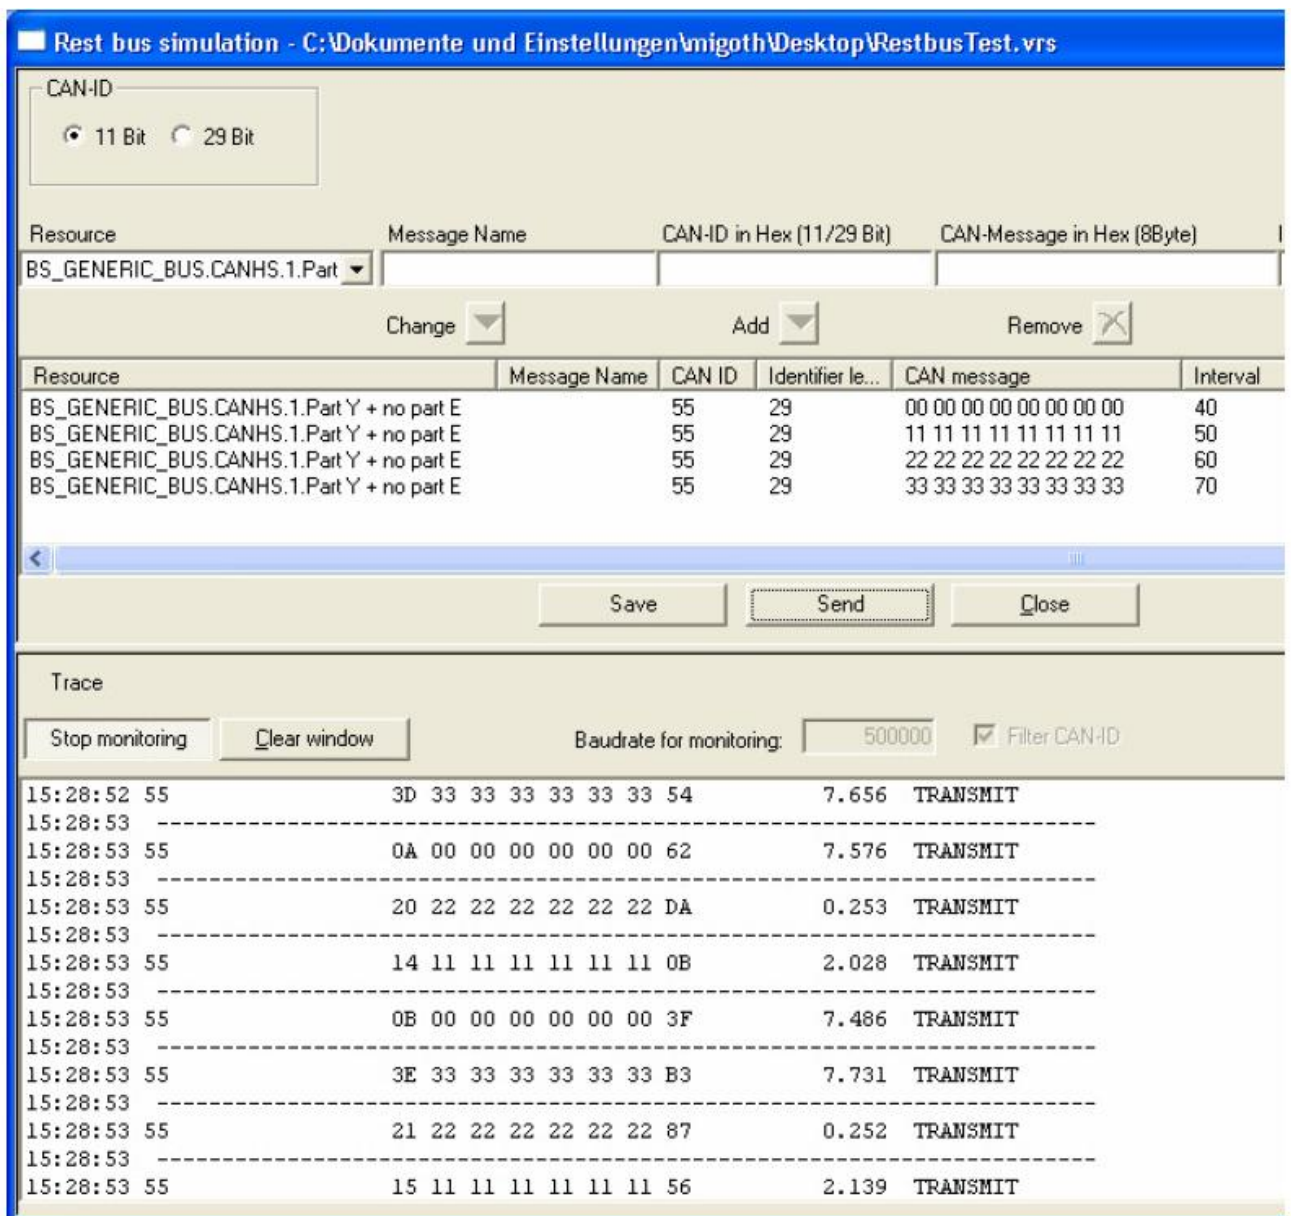 Rest bus simulation - C:\Dokumente und Einstellungen\migoth\Desktop\RestbusTest.vrs
CAN-ID
11 Bit 29 Bit
Resource Message Name CAN-ID in Hex (11/29 Bit) CAN-Message in Hex (8Byte)
BS_GENERIC_BUS.CANHS.1.Part
Change Add Remove
Resource Message Name CAN ID Identifier le... CAN message Interval
BS_GENERIC_BUS.CANHS.1.Part Y + no part E 55 29 00 00 00 00 00 00 00 00 40
BS_GENERIC_BUS.CANHS.1.Part Y + no part E 55 29 11 11 11 11 11 11 11 11 50
BS_GENERIC_BUS.CANHS.1.Part Y + no part E 55 29 22 22 22 22 22 22 22 22 60
BS_GENERIC_BUS.CANHS.1.Part Y + no part E 55 29 33 33 33 33 33 33 33 33 70
Save Send Close
Trace
Stop monitoring Clear window Baudrate for monitoring: 500000 Filter CAN-ID
15:28:52 55 3D 33 33 33 33 33 33 54 7.656 TRANSMIT
15:28:53 -------------------------------------------------------------------------
15:28:53 55 0A 00 00 00 00 00 00 62 7.576 TRANSMIT
15:28:53 -------------------------------------------------------------------------
15:28:53 55 20 22 22 22 22 22 22 DA 0.253 TRANSMIT
15:28:53 -------------------------------------------------------------------------
15:28:53 55 14 11 11 11 11 11 11 0B 2.028 TRANSMIT
15:28:53 -------------------------------------------------------------------------
15:28:53 55 0B 00 00 00 00 00 00 3F 7.486 TRANSMIT
15:28:53 -------------------------------------------------------------------------
15:28:53 55 3E 33 33 33 33 33 33 B3 7.731 TRANSMIT
15:28:53 -------------------------------------------------------------------------
15:28:53 55 21 22 22 22 22 22 22 87 0.252 TRANSMIT
15:28:53 -------------------------------------------------------------------------
15:28:53 55 15 11 11 11 11 11 11 56 2.139 TRANSMIT